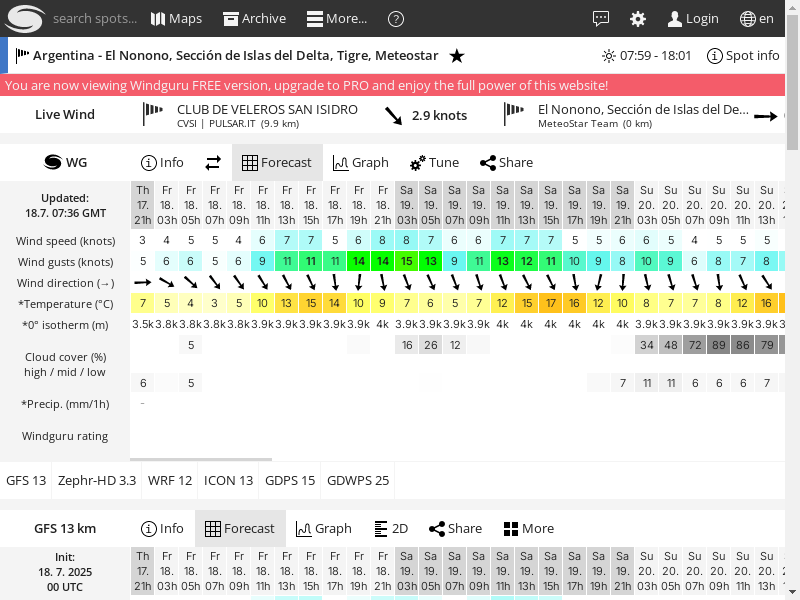 search spots... Maps Archive More... ? Login en
Argentina - El Nonono, Sección de Islas del Delta, Tigre, Meteostar ★ 07:59 - 18:01 Spot info
You are now viewing Windguru FREE version, upgrade to PRO and enjoy the full power of this website!
Live Wind CLUB DE VELEROS SAN ISIDRO 2.9 knots El Nonono, Sección de Islas del De...
CVSI | PULSAR.IT (9.9 km) MeteoStar Team (0 km)
WG Info Forecast Graph Tune Share
Updated: 18.7. 07:36 GMT
Th Fr Fr Fr Fr Fr Fr Fr Fr Fr Fr Sa Sa Sa Sa Sa Sa Sa Sa Sa Sa Su Su Su Su Su Su
17. 18. 18. 18. 18. 18. 18. 18. 18. 18. 18. 19. 19. 19. 19. 19. 19. 19. 19. 19. 19. 20. 20. 20. 20. 20. 20.
21h 03h 05h 07h 09h 11h 13h 15h 17h 19h 21h 03h 05h 07h 09h 11h 13h 15h 17h 19h 21h 03h 05h 07h 09h 11h 13h
Wind speed (knots) 3 4 5 5 4 6 7 7 5 6 8 8 7 6 6 7 7 7 5 5 6 6 5 4 5 5 5
Wind gusts (knots) 5 6 6 5 6 9 11 11 11 14 14 15 13 9 11 13 12 11 10 9 8 10 9 6 8 7 8
Wind direction (→)
*Temperature (°C) 7 5 4 3 5 10 13 15 14 10 9 7 6 5 7 12 15 17 16 12 10 8 7 7 8 12 16
*0° isotherm (m) 3.5k 3.8k 3.8k 3.8k 3.8k 3.9k 3.9k 3.9k 3.9k 3.9k 4k 3.9k 3.9k 3.9k 3.9k 4k 4k 4k 4k 4k 4k 3.9k 3.9k 3.9k 3.9k 3.9k 3.9k
Cloud cover (%) 5 16 26 12 34 48 72 89 86 79
high / mid / low
6 5 7 11 11 6 6 6 7
*Precip. (mm/1h) -
Windguru rating
GFS 13 Zephr-HD 3.3 WRF 12 ICON 13 GDPS 15 GDWPS 25
GFS 13 km Info Forecast Graph 2D Share More
Init: 18. 7. 2025 00 UTC
Th Fr Fr Fr Fr Fr Fr Fr Fr Fr Fr Sa Sa Sa Sa Sa Sa Sa Sa Sa Sa Su Su Su Su Su Su
17. 18. 18. 18. 18. 18. 18. 18. 18. 18. 18. 19. 19. 19. 19. 19. 19. 19. 19. 19. 19. 20. 20. 20. 20. 20. 20.
21h 03h 05h 07h 09h 11h 13h 15h 17h 19h 21h 03h 05h 07h 09h 11h 13h 15h 17h 19h 21h 03h 05h 07h 09h 11h 13h